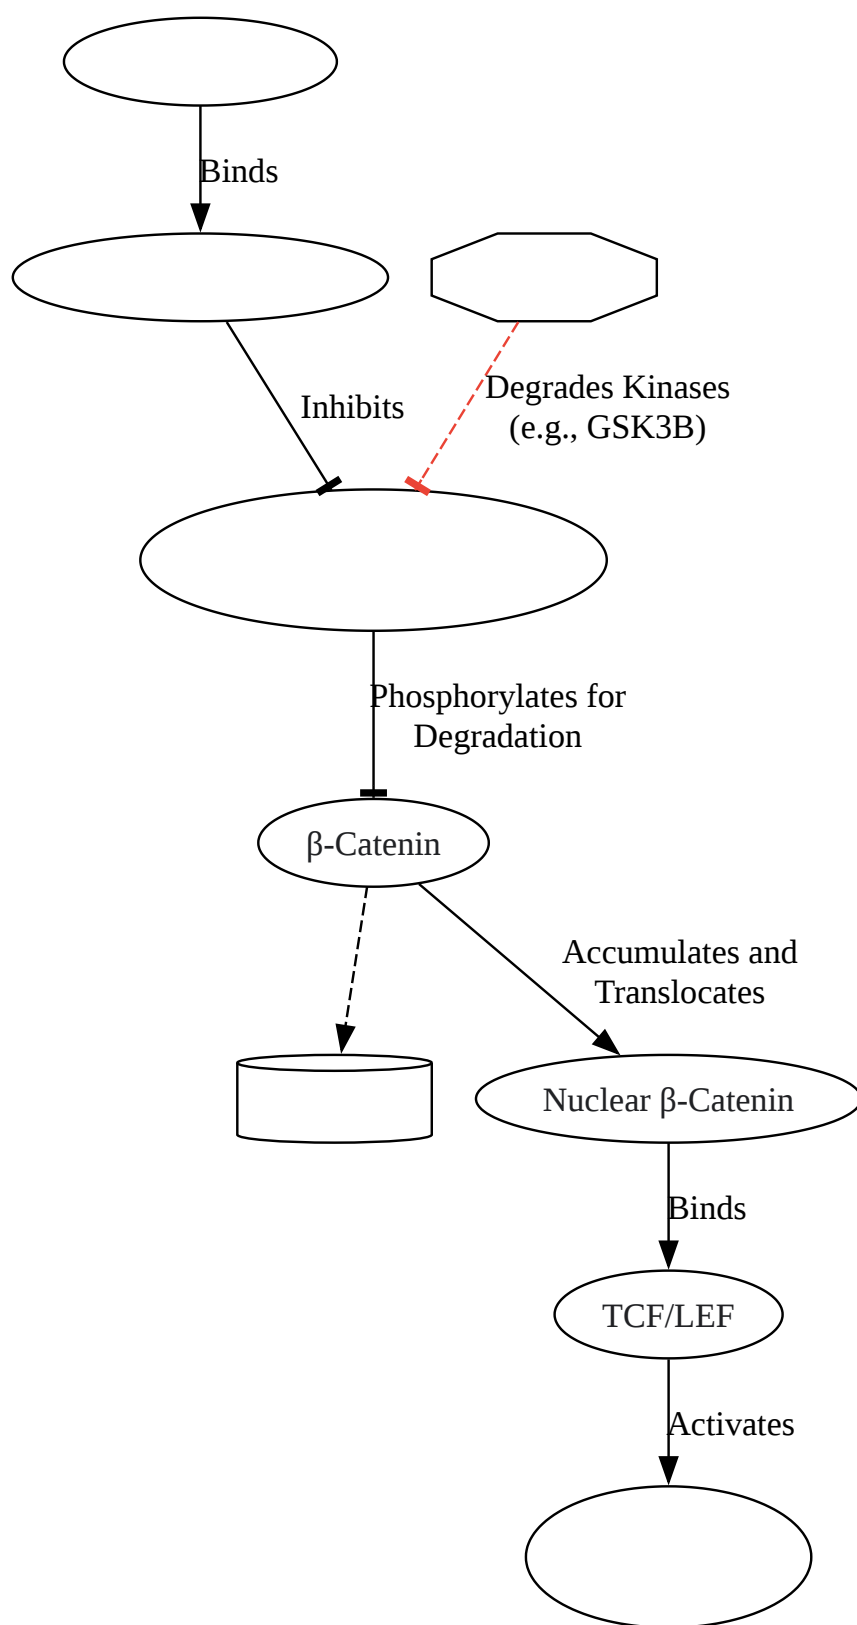 Binds
Inhibits
Degrades Kinases
(e.g., GSK3B)
Phosphorylates for
Degradation
β-Catenin
Accumulates and
Translocates
Nuclear β-Catenin
Binds
TCF/LEF
Activates